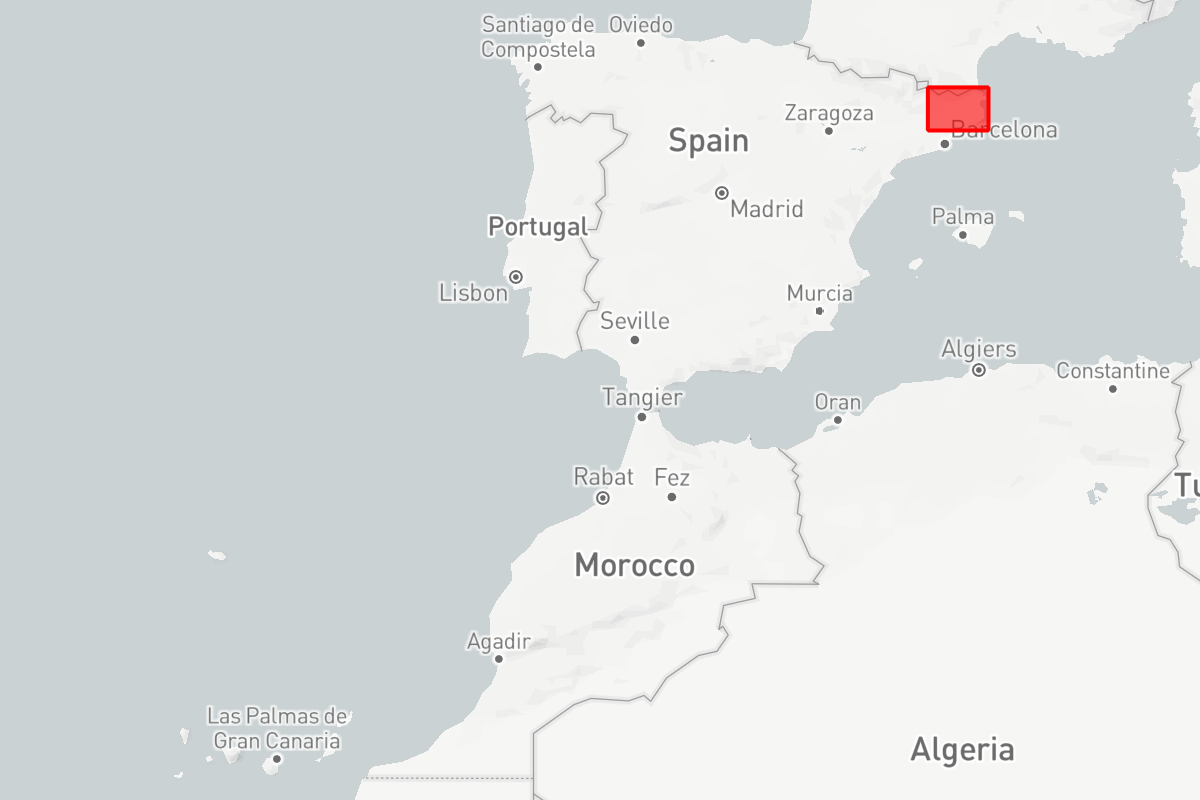 Santiago de
Compostela
Oviedo
Zaragoza
Barcelona
Spain
Madrid
Palma
Portugal
Lisbon
Murcia
Seville
Algiers
Constantine
Tangier
Oran
Rabat
Fez
Tu
Morocco
Agadir
Las Palmas de
Gran Canaria
Algeria